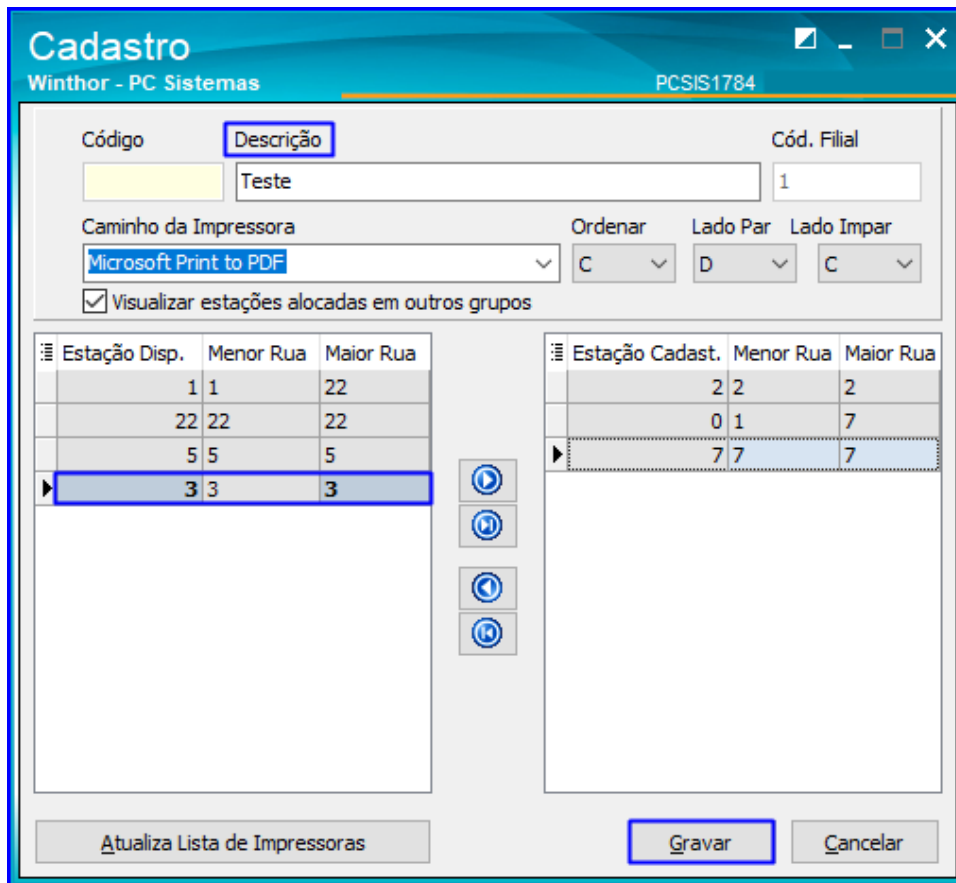 Cadastro
Winthor - PC Sistemas PCSIS1784
Código Descrição Cód. Filial
Teste 1
Caminho da Impressora Ordenar Lado Par Lado Impar
Microsoft Print to PDF C D C
Visualizar estações alocadas em outros grupos
Estação Disp. Menor Rua Maior Rua Estação Cadast. Menor Rua Maior Rua
1 1 22 2 2 2
22 22 22 0 1 7
5 5 5 7 7 7
3 3 3
Atualiza Lista de Impressoras Gravar Cancelar